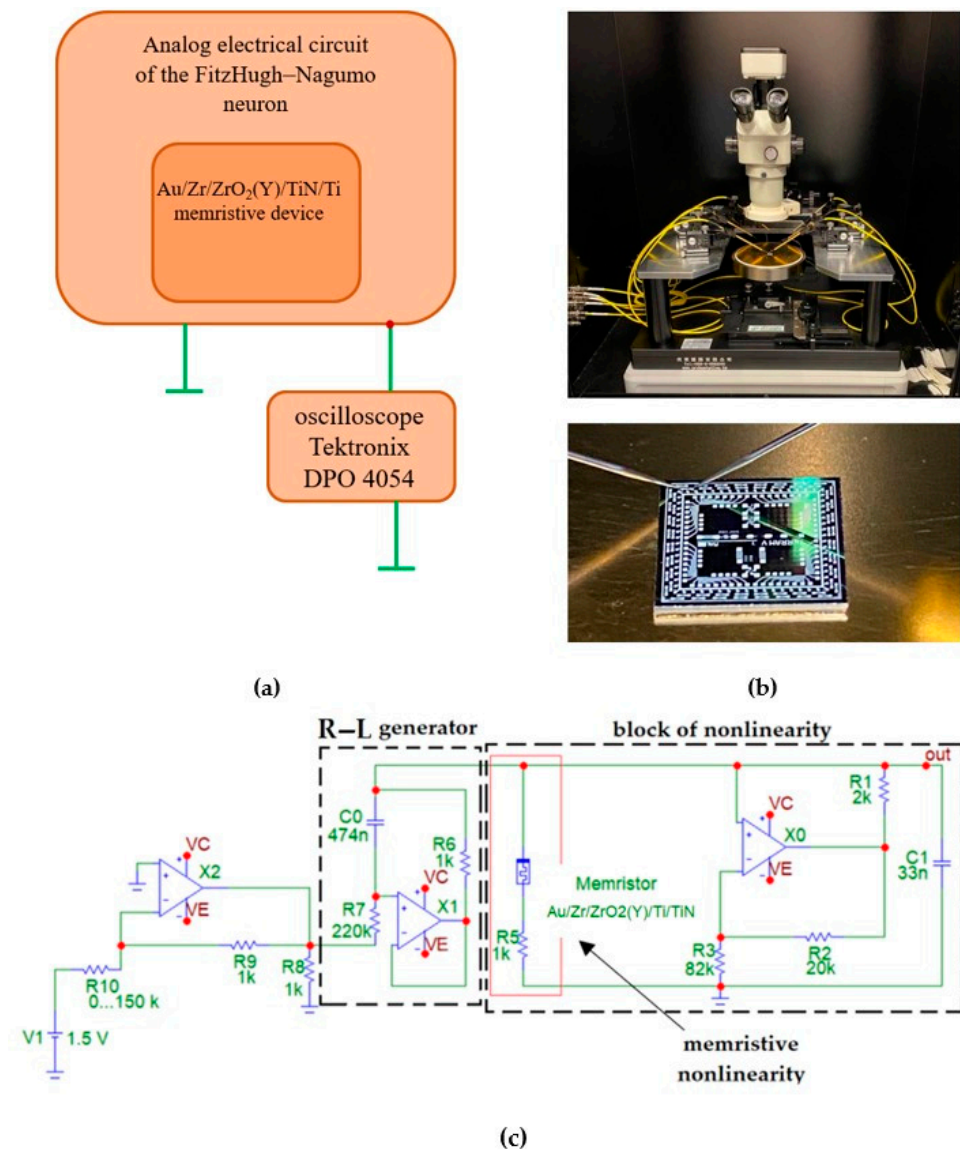 Analog electrical circuit
of the FitzHugh–Nagumo
neuron
Au/Zr/ZrO₂(Y)/TiN/Ti
memristive device
oscilloscope
Tektronix
DPO 4054
(a)
(b)
R–L generator
block of nonlinearity
out
C0
474n
R6
1k
VC
X1
VE
R7
220k
VC
X2
VE
R9
1k
R8
1k
R10
0...150 k
V1
1.5 V
Memristor
Au/Zr/ZrO2(Y)/Ti/TiN
R5
1k
VC
X0
VE
R1
2k
C1
33n
R3
82k
R2
20k
memristive
nonlinearity
(c)